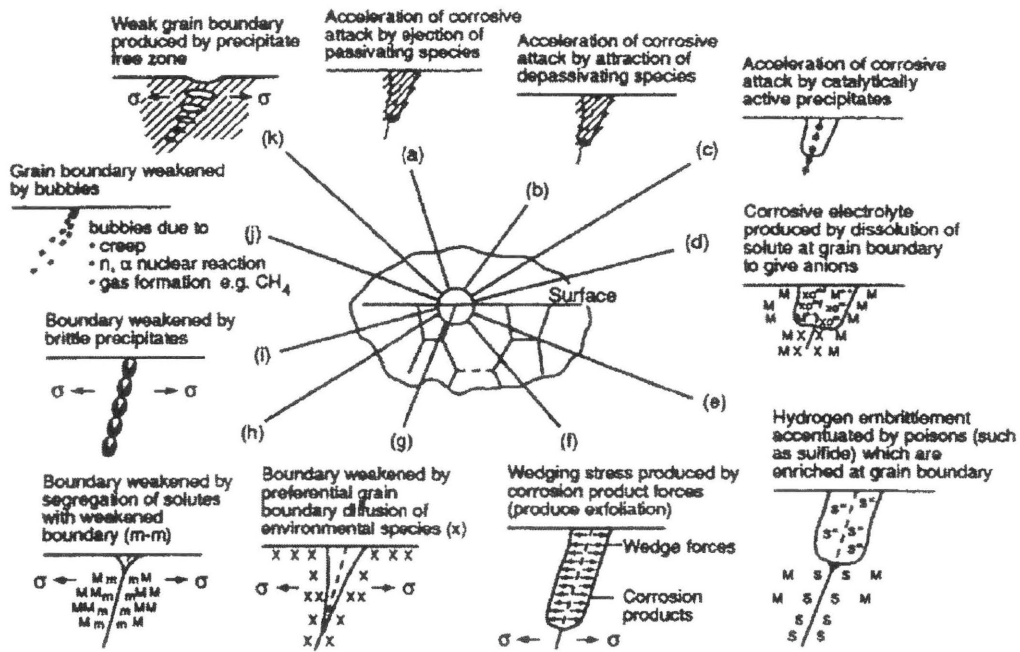 Weak grain boundary
produced by precipitate
free zone
σ
σ
(k)
Acceleration of corrosive
attack by ejection of
passivating species
(a)
Acceleration of corrosive
attack by attraction of
depassivating species
(b)
Acceleration of corrosive
attack by catalytically
active precipitates
(c)
Grain boundary weakened
by bubbles
bubbles due to
• creep
• n, α nuclear reaction
• gas formation e.g. CH₄
(j)
Corrosive electrolyte
produced by dissolution of
solute at grain boundary
to give anions
(d)
M M
M M
M M
M X X M
Surface
Boundary weakened by
brittle precipitates
σ
σ
(i)
Hydrogen embrittlement
accentuated by poisons (such
as sulfide) which are
enriched at grain boundary
(e)
S⁼ S⁼
S⁼ S⁼
S⁼
M S S M
M S S M
S
S S
Boundary weakened by
segregation of solutes
with weakened
boundary (m-m)
(h)
σ
σ
M m m M
MM m m MM
MM m m M
M m m M
Boundary weakened by
preferential grain
boundary diffusion of
environmental species (x)
(g)
X X X X X
X X
σ
σ
XX XX
X X
X X
Wedging stress produced by
corrosion product forces
(produce exfoliation)
(f)
Wedge forces
Corrosion
products
σ
σ